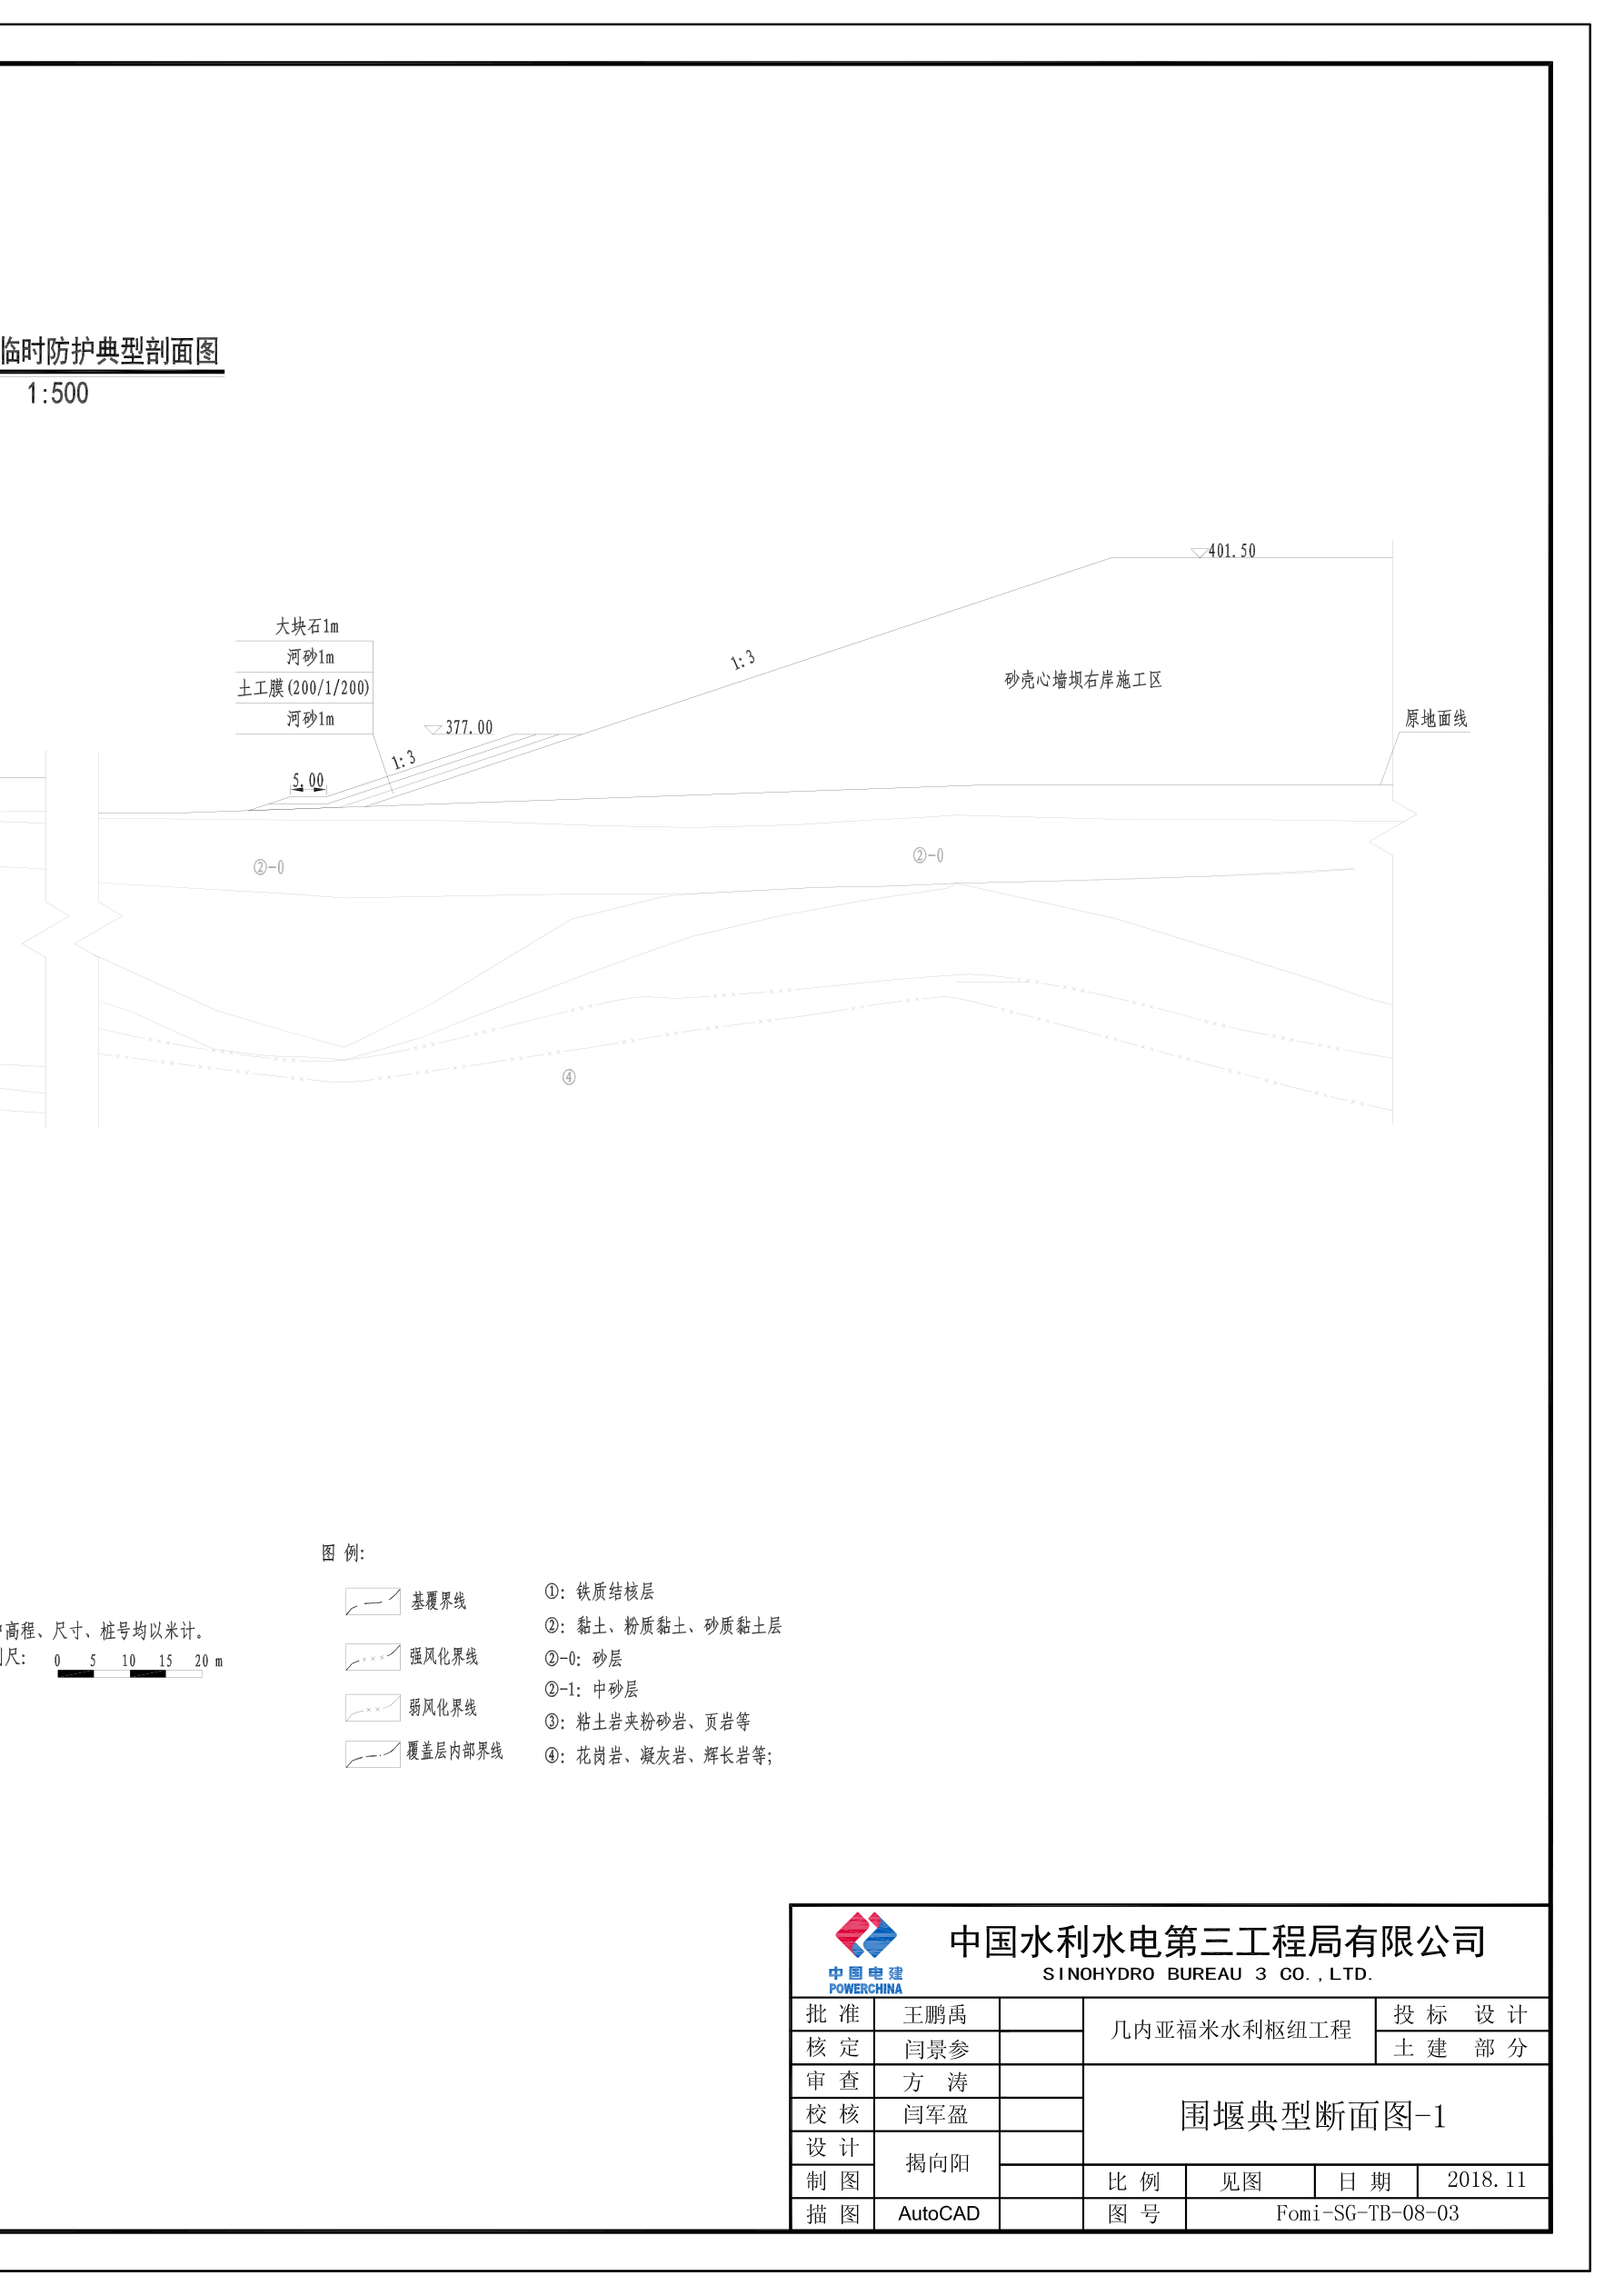 临时防护典型剖面图
1:500
401.50
大块石1m
河砂1m
土工膜(200/1/200)
河砂1m
1:3
砂壳心墙坝右岸施工区
377.00
原地面线
1:3
5.00
②-0
②-0
④
图 例:
基覆界线
强风化界线
弱风化界线
覆盖层内部界线
①: 铁质结核层
②: 黏土、粉质黏土、砂质黏土层
②-0: 砂层
②-1: 中砂层
③: 粘土岩夹粉砂岩、页岩等
④: 花岗岩、凝灰岩、辉长岩等;
高程、尺寸、桩号均以米计。
尺: 0 5 10 15 20 m
中国电建
POWERCHINA
中国水利水电第三工程局有限公司
SINOHYDRO BUREAU 3 CO.,LTD.
批 准 王鹏禹
核 定 闫景参
审 查 方 涛
校 核 闫军盈
设 计
制 图
揭向阳
描 图 AutoCAD
几内亚福米水利枢纽工程
投 标 设 计
土 建 部 分
围堰典型断面图-1
比 例 见图 日 期 2018.11
图 号 Fomi-SG-TB-08-03